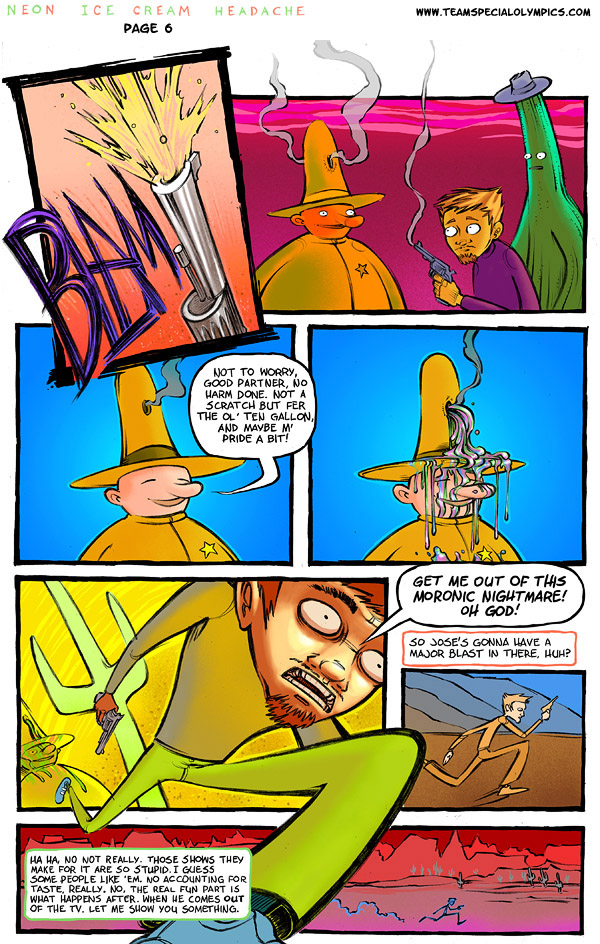 NEON ICE CREAM HEADACHE
WWW.TEAMSPECIALOLYMPICS.COM
PAGE 6
BLAM
NOT TO WORRY,
GOOD PARTNER, NO
HARM DONE. NOT A
SCRATCH BUT FER
THE OL' TEN GALLON,
AND MAYBE M'
PRIDE A BIT!
GET ME OUT OF THIS
MORONIC NIGHTMARE!
OH GOD!
SO JOSE'S GONNA HAVE A
MAJOR BLAST IN THERE, HUH?
HA HA, NO NOT REALLY. THOSE SHOWS THEY
MAKE FOR IT ARE SO STUPID. I GUESS
SOME PEOPLE LIKE 'EM. NO ACCOUNTING FOR
TASTE, REALLY. NO, THE REAL FUN PART IS
WHAT HAPPENS AFTER. WHEN HE COMES OUT
OF THE TV. LET ME SHOW YOU SOMETHING.